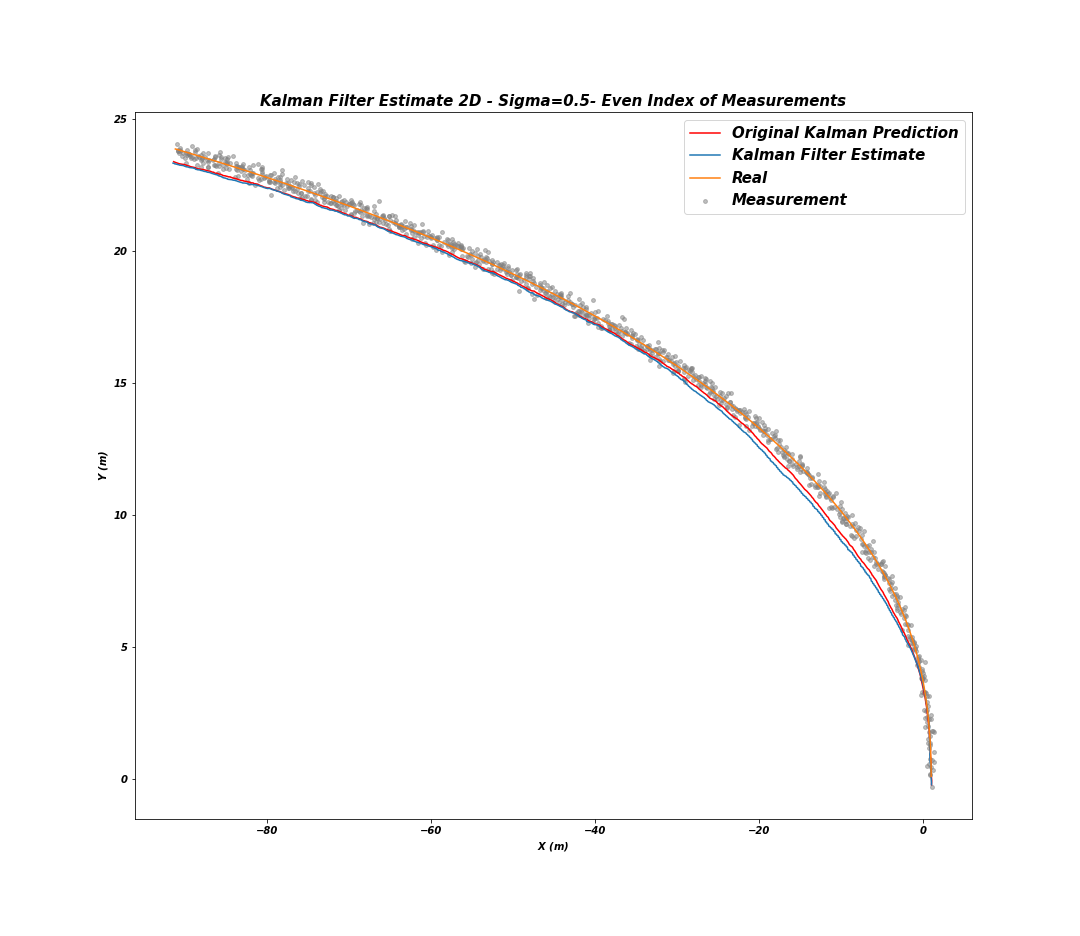 Kalman Filter Estimate 2D - Sigma=0.5- Even Index of Measurements
Original Kalman Prediction
Kalman Filter Estimate
Real
Measurement
25
20
15
10
5
0
Y (m)
−80
−60
−40
−20
0
X (m)